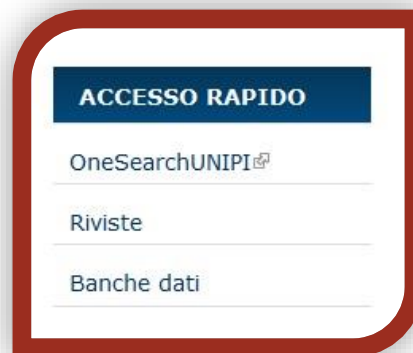 ACCESSO RAPIDO
OneSearchUNIPI
Riviste
Banche dati